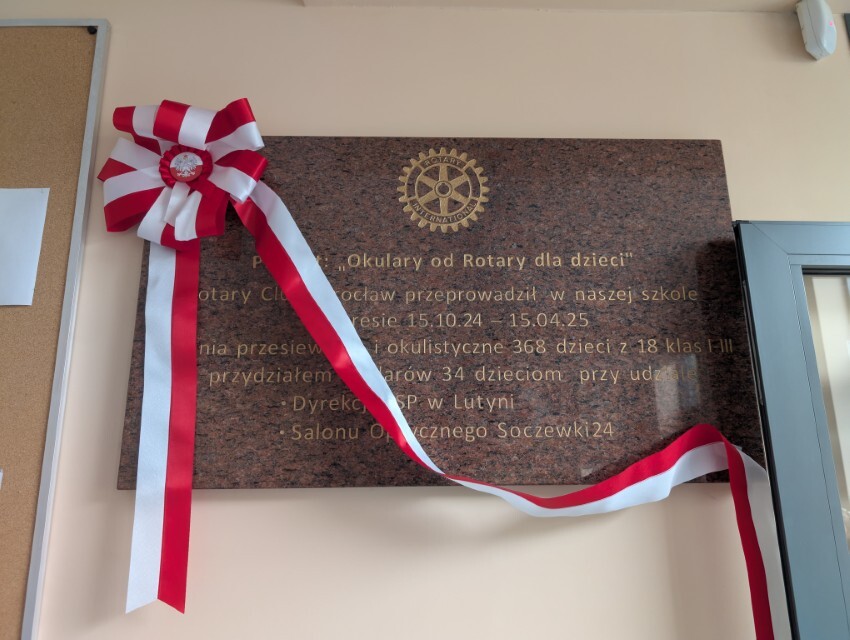 ROTARY
INTERNATIONAL
„Okulary od Rotary dla dzieci"
przeprowadził w naszej szkole
15.10.24 – 15.04.25
i okulistyczne 368 dzieci z 18 klas I-III
przydziałem 34 dzieciom przy
• SP w Lutyni
• Salonu Soczewki24